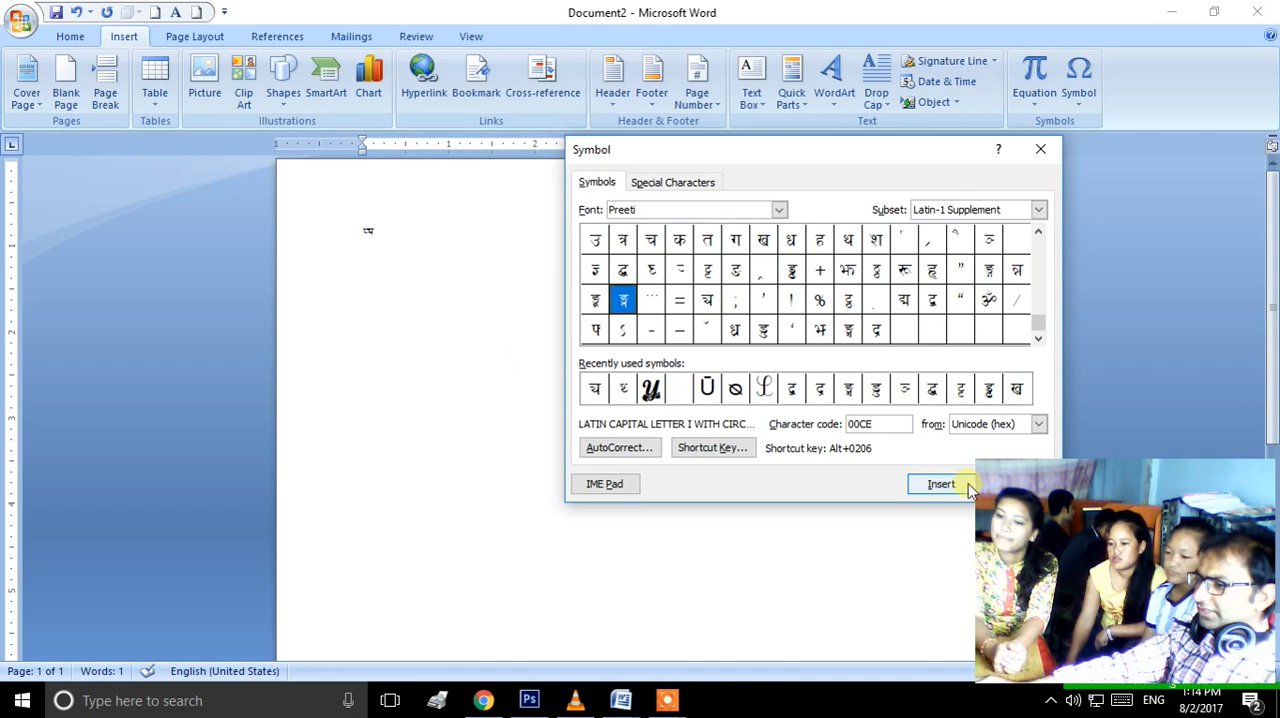 Document2 - Microsoft Word
Home Insert Page Layout References Mailings Review View
Cover Page
Blank Page
Page Break
Table
Picture
Clip Art
Shapes
SmartArt
Chart
Hyperlink
Bookmark
Cross-reference
Header
Footer
Page Number
Text Box
Quick Parts
WordArt
Drop Cap
Signature Line
Date & Time
Object
Equation
Symbol
Pages Tables Illustrations Links Header & Footer Text Symbols
Symbol
Symbols Special Characters
Font: Preeti Subset: Latin-1 Supplement
उ त्र च क त ग ख ध ह थ श
Recently used symbols:
LATIN CAPITAL LETTER I WITH CIRC... Character code: 00CE from: Unicode (hex)
AutoCorrect... Shortcut Key... Shortcut key: Alt+0206
IME Pad Insert
Page: 1 of 1 Words: 1 English (United States)
Type here to search
ENG
1:14 PM
8/2/2017